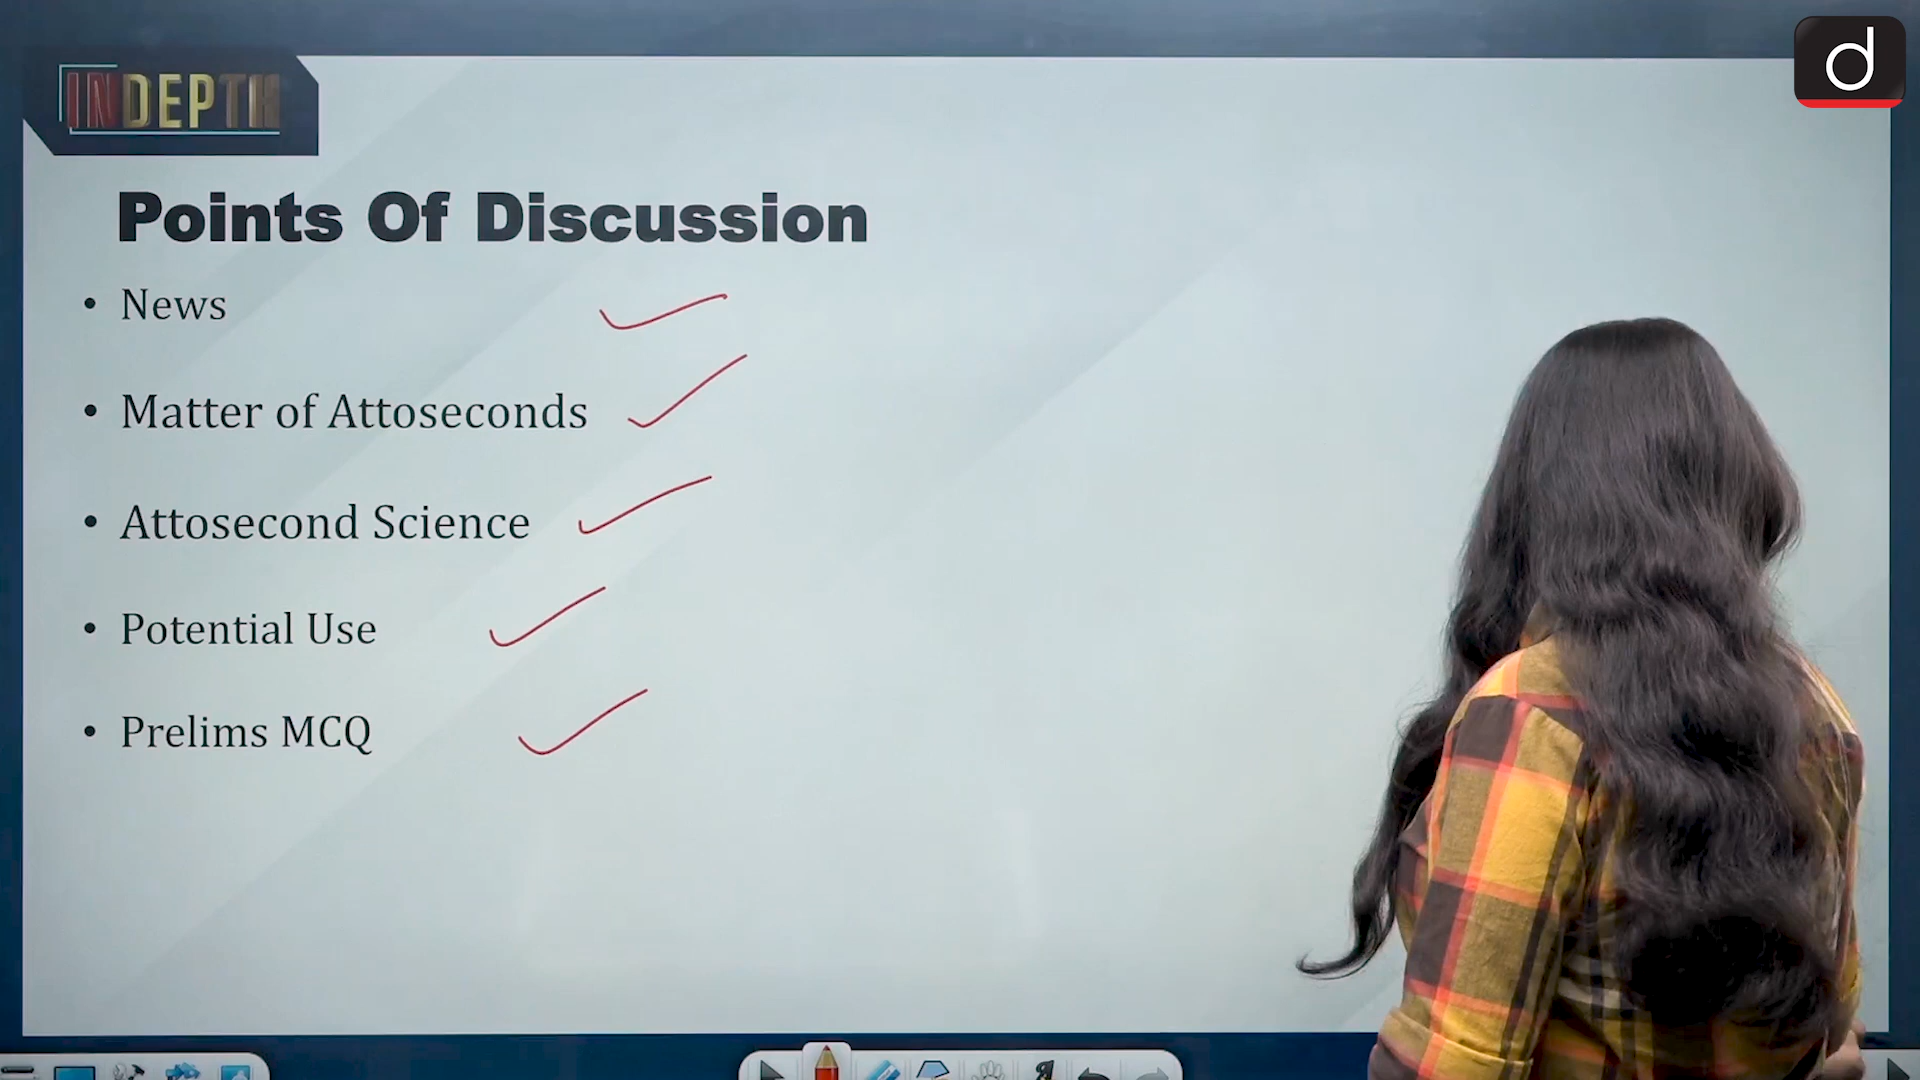 INDEPTH
d
Points Of Discussion
• News
• Matter of Attoseconds
• Attosecond Science
• Potential Use
• Prelims MCQ